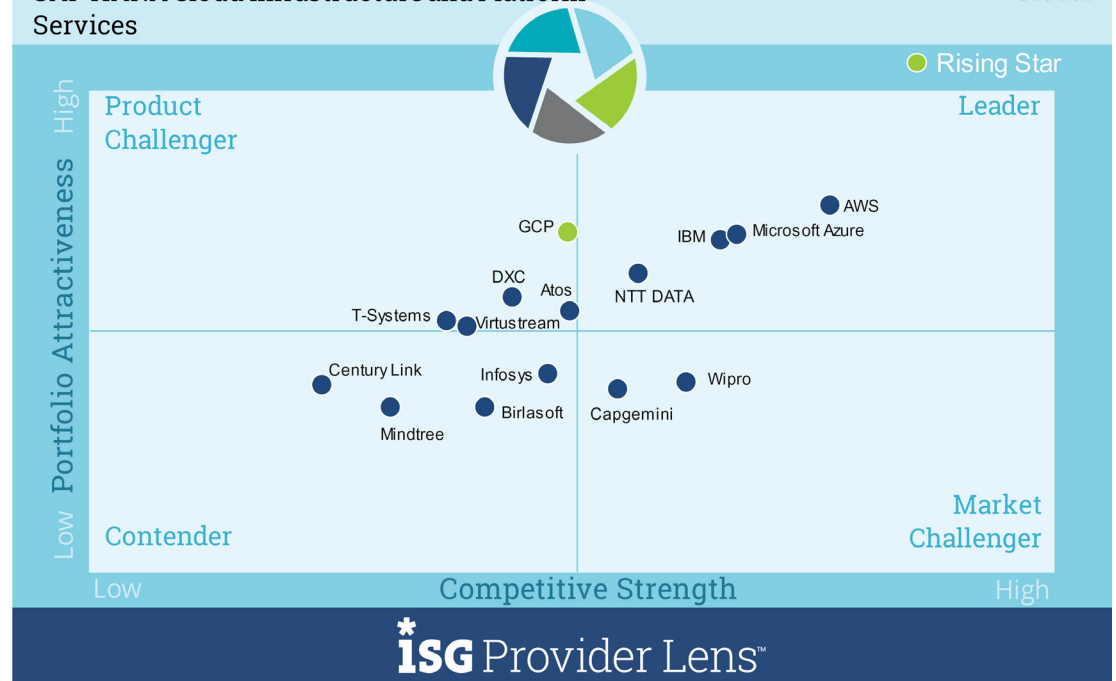 Services
Rising Star
High
Product
Challenger
Leader
AWS
GCP
IBM
Microsoft Azure
DXC
Atos
NTT DATA
T-Systems
Virtustream
Portfolio Attractiveness
Century Link
Infosys
Wipro
Birlasoft
Capgemini
Mindtree
Low
Contender
Market
Challenger
Low
Competitive Strength
High
iSG Provider Lens™